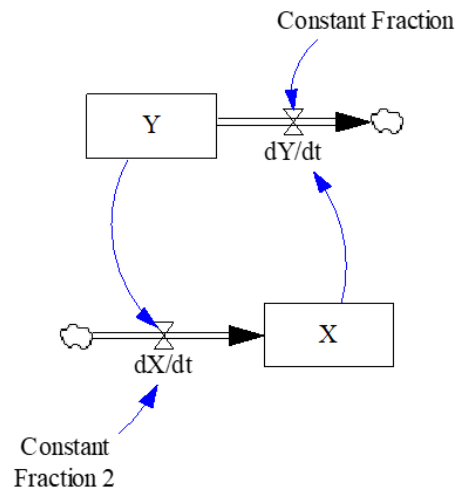 Constant Fraction
Y
dY/dt
X
dX/dt
Constant
Fraction 2